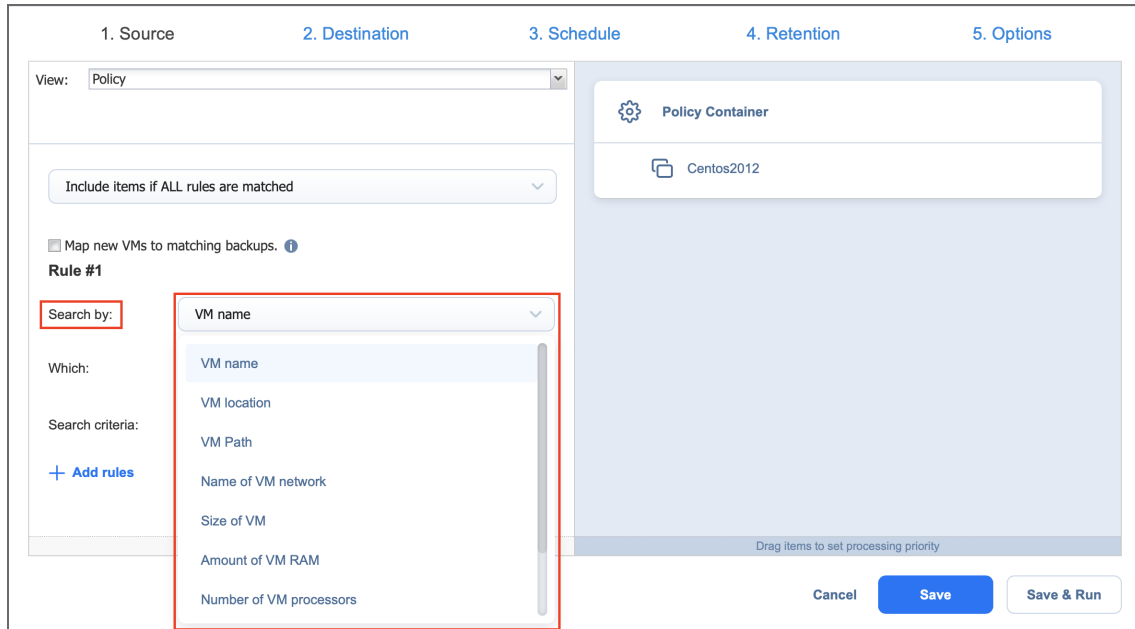 1. Source
2. Destination
3. Schedule
4. Retention
5. Options
View:
Policy
Include items if ALL rules are matched
Map new VMs to matching backups.
Rule #1
Search by:
VM name
VM name
VM location
VM Path
Name of VM network
Size of VM
Amount of VM RAM
Number of VM processors
Which:
Search criteria:
+ Add rules
Policy Container
Centos2012
Drag items to set processing priority
Cancel
Save
Save & Run